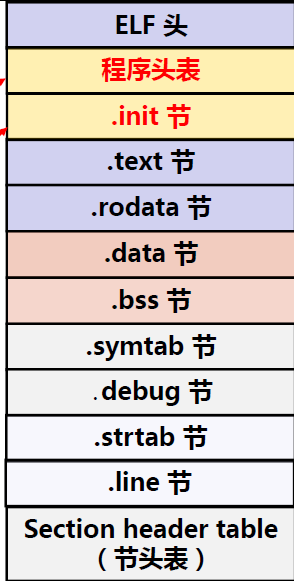 ELF 头
程序头表
.init 节
.text 节
.rodata 节
.data 节
.bss 节
.symtab 节
.debug 节
.strtab 节
.line 节
Section header table
（节头表）